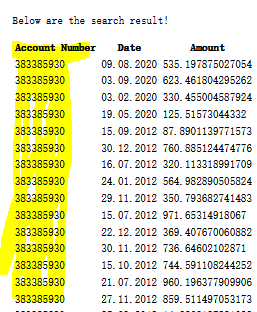 Below are the search result!
Account Number Date Amount
383385930 09.08.2020 535.197875027054
383385930 03.09.2020 623.461804295262
383385930 03.02.2020 330.455004587924
383385930 19.05.2020 125.51573044332
383385930 15.09.2012 87.8901139771573
383385930 30.12.2012 760.885124474776
383385930 16.07.2012 320.113318991709
383385930 24.01.2012 564.982890505824
383385930 29.11.2012 350.793682741483
383385930 15.07.2012 971.65314918067
383385930 22.12.2012 369.407670060882
383385930 30.11.2012 736.64602102871
383385930 15.10.2012 744.591108244252
383385930 21.07.2012 960.196377909906
383385930 27.11.2012 859.511497053173